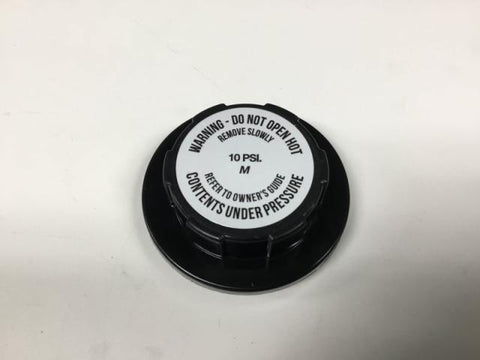 WARNING - DO NOT OPEN HOT
REMOVE SLOWLY
10 PSI.
M
REFER TO OWNER'S GUIDE
CONTENTS UNDER PRESSURE